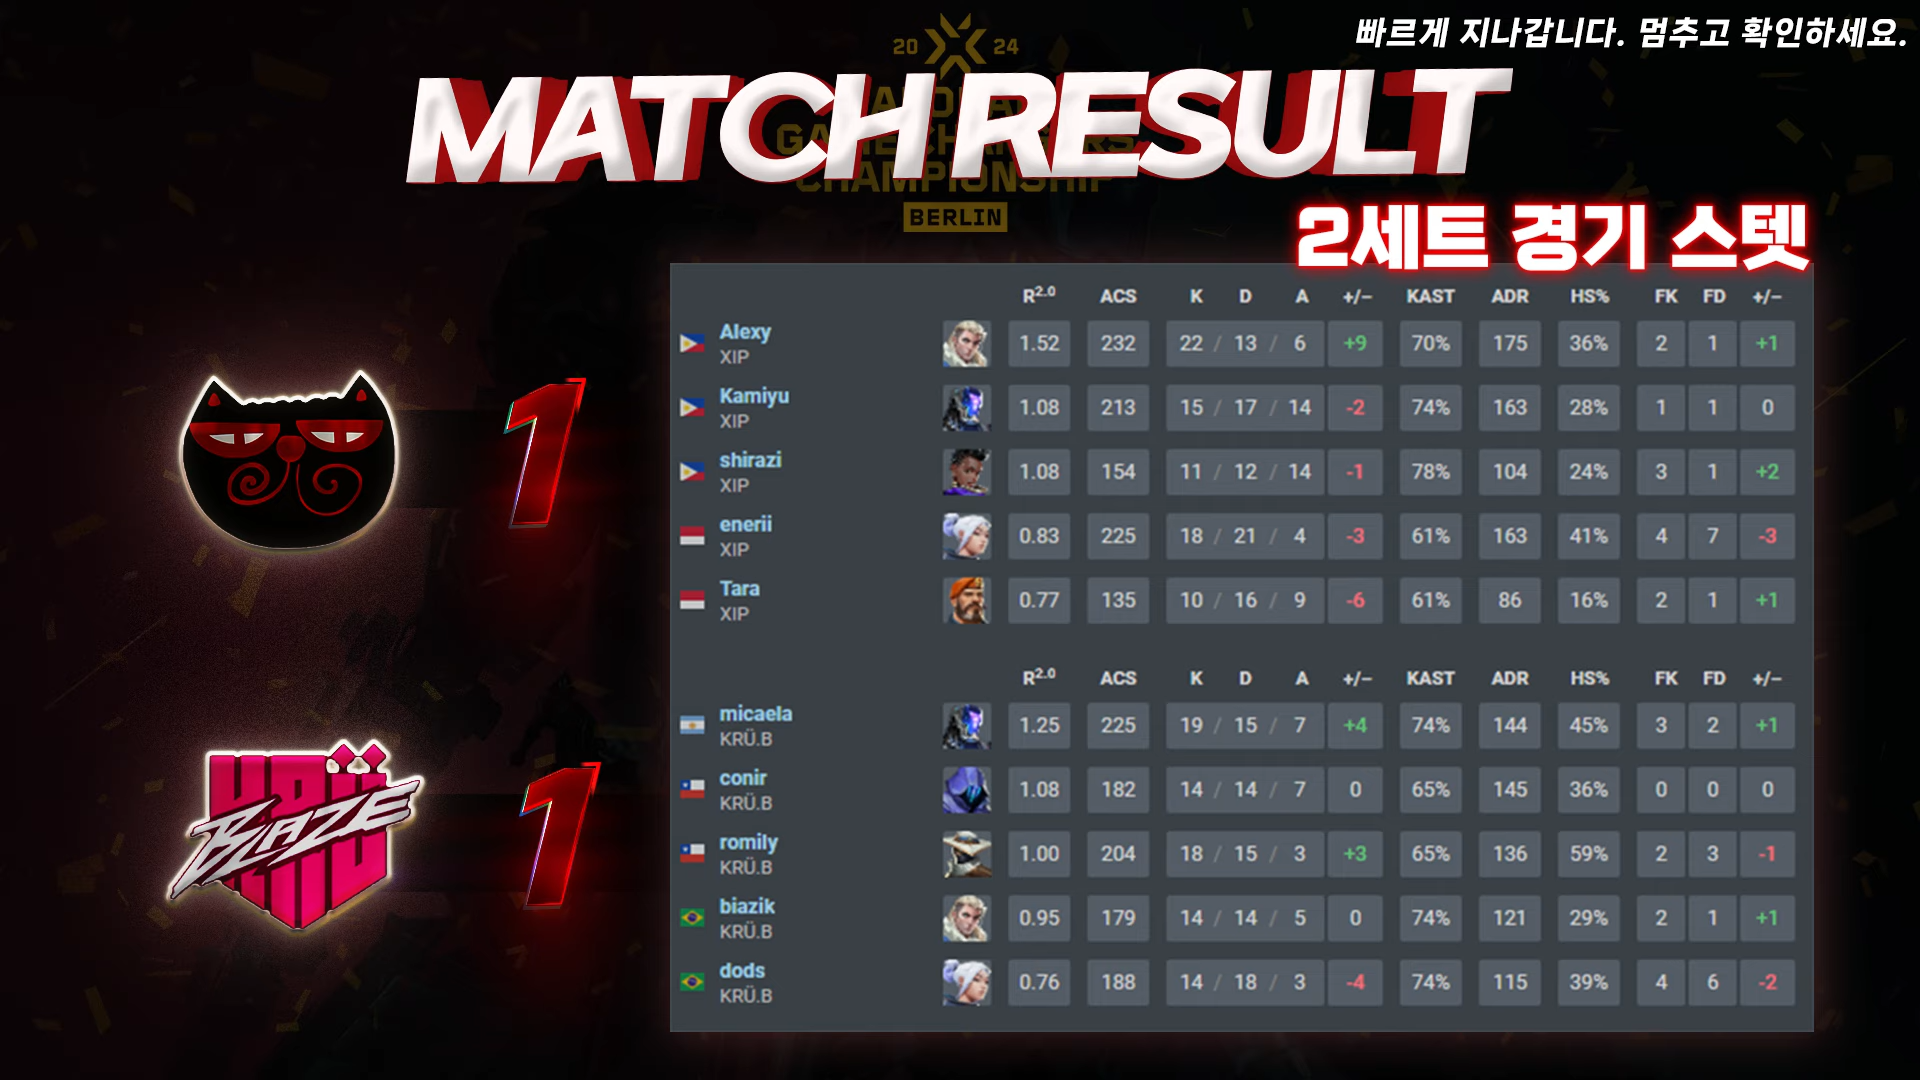 빠르게 지나갑니다. 멈추고 확인하세요.
20 24
MATCH RESULT
GAME CHANGERS
CHAMPIONSHIP
BERLIN
2세트 경기 스텟
R2.0 ACS K D A +/– KAST ADR HS% FK FD +/–
Alexy
XIP
1.52 232 22 / 13 / 6 +9 70% 175 36% 2 1 +1
Kamiyu
XIP
1.08 213 15 / 17 / 14 -2 74% 163 28% 1 1 0
shirazi
XIP
1.08 154 11 / 12 / 14 -1 78% 104 24% 3 1 +2
enerii
XIP
0.83 225 18 / 21 / 4 -3 61% 163 41% 4 7 -3
Tara
XIP
0.77 135 10 / 16 / 9 -6 61% 86 16% 2 1 +1
1
R2.0 ACS K D A +/– KAST ADR HS% FK FD +/–
micaela
KRÜ.B
1.25 225 19 / 15 / 7 +4 74% 144 45% 3 2 +1
conir
KRÜ.B
1.08 182 14 / 14 / 7 0 65% 145 36% 0 0 0
romily
KRÜ.B
1.00 204 18 / 15 / 3 +3 65% 136 59% 2 3 -1
biazik
KRÜ.B
0.95 179 14 / 14 / 5 0 74% 121 29% 2 1 +1
dods
KRÜ.B
0.76 188 14 / 18 / 3 -4 74% 115 39% 4 6 -2
KRÜ
BLAZE
1